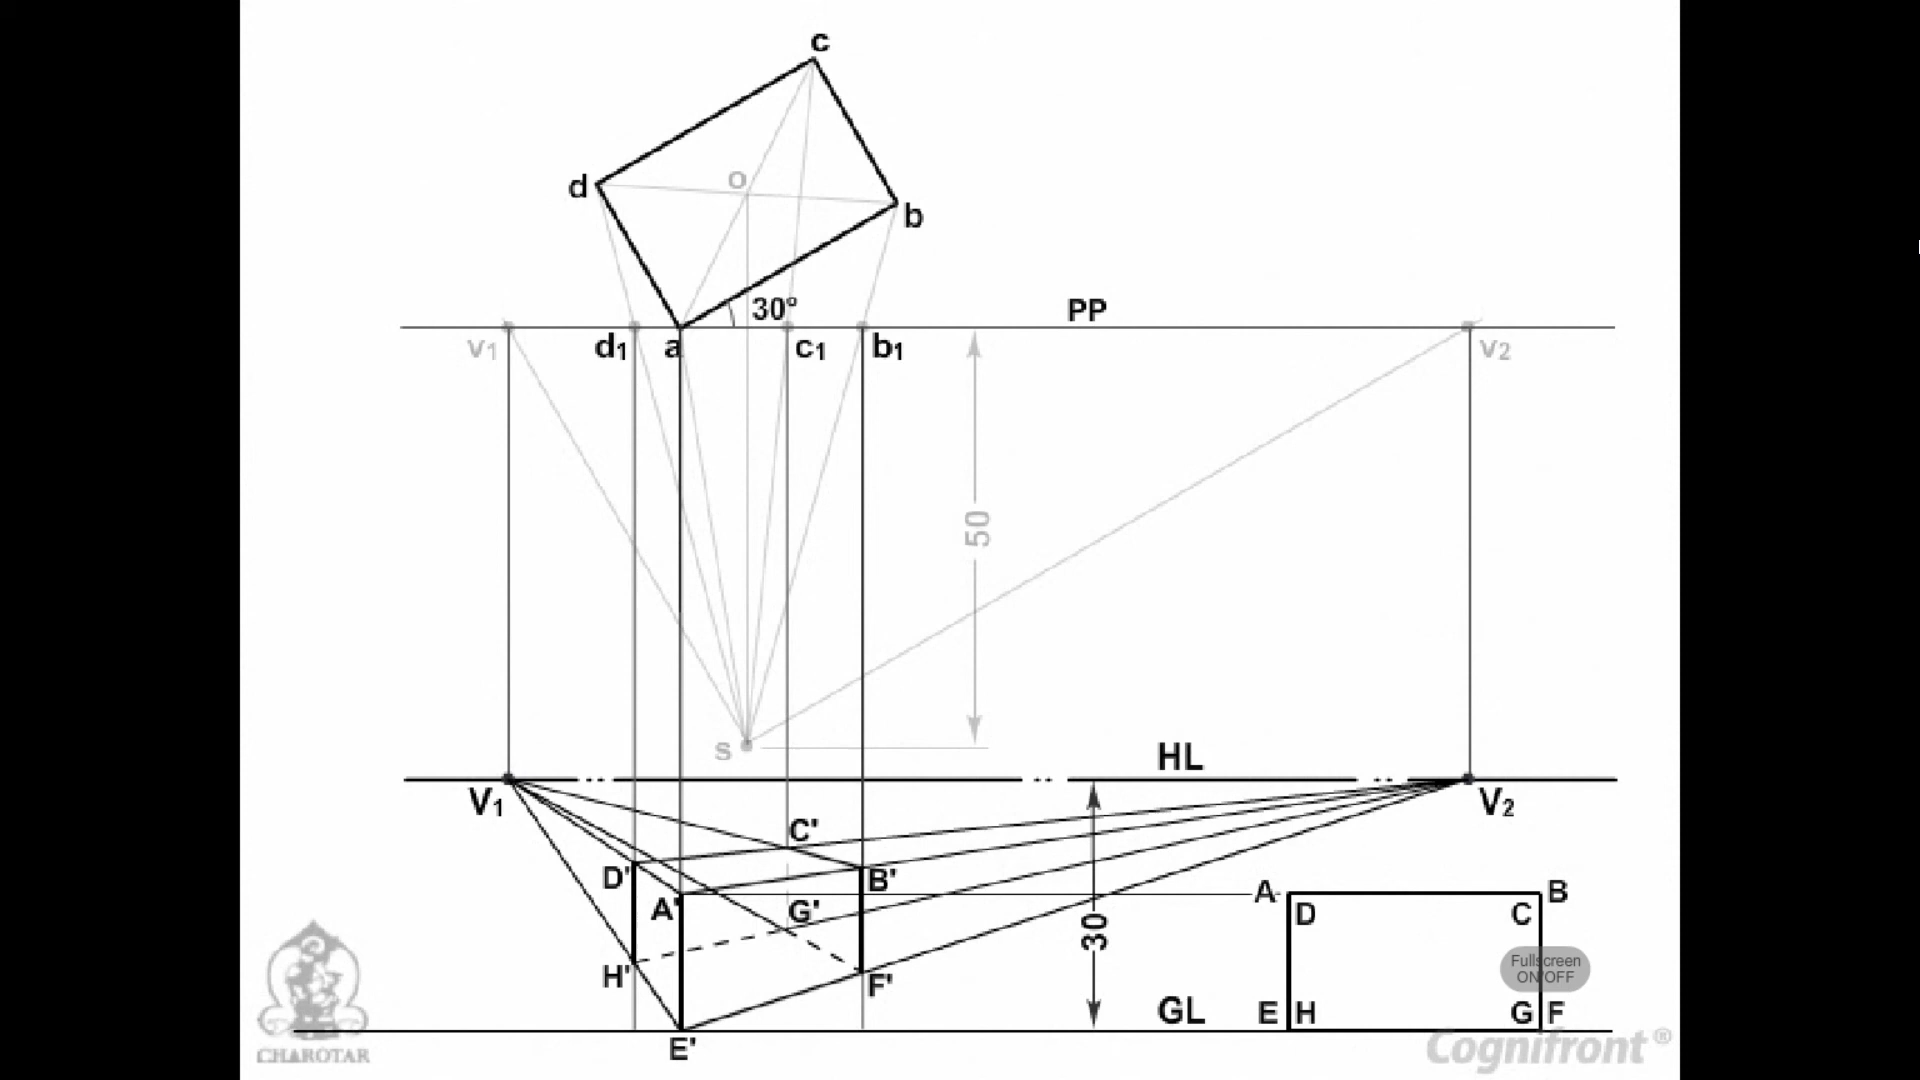 c
d
o
b
30°
PP
v1
d1
a
c1
b1
v2
50
s
HL
V1
V2
C'
D'
B'
A'
G'
A
B
D
C
30
Fullscreen
ON/OFF
H'
F'
GL
E
H
G
F
E'
CHAROTAR
Cognifront®